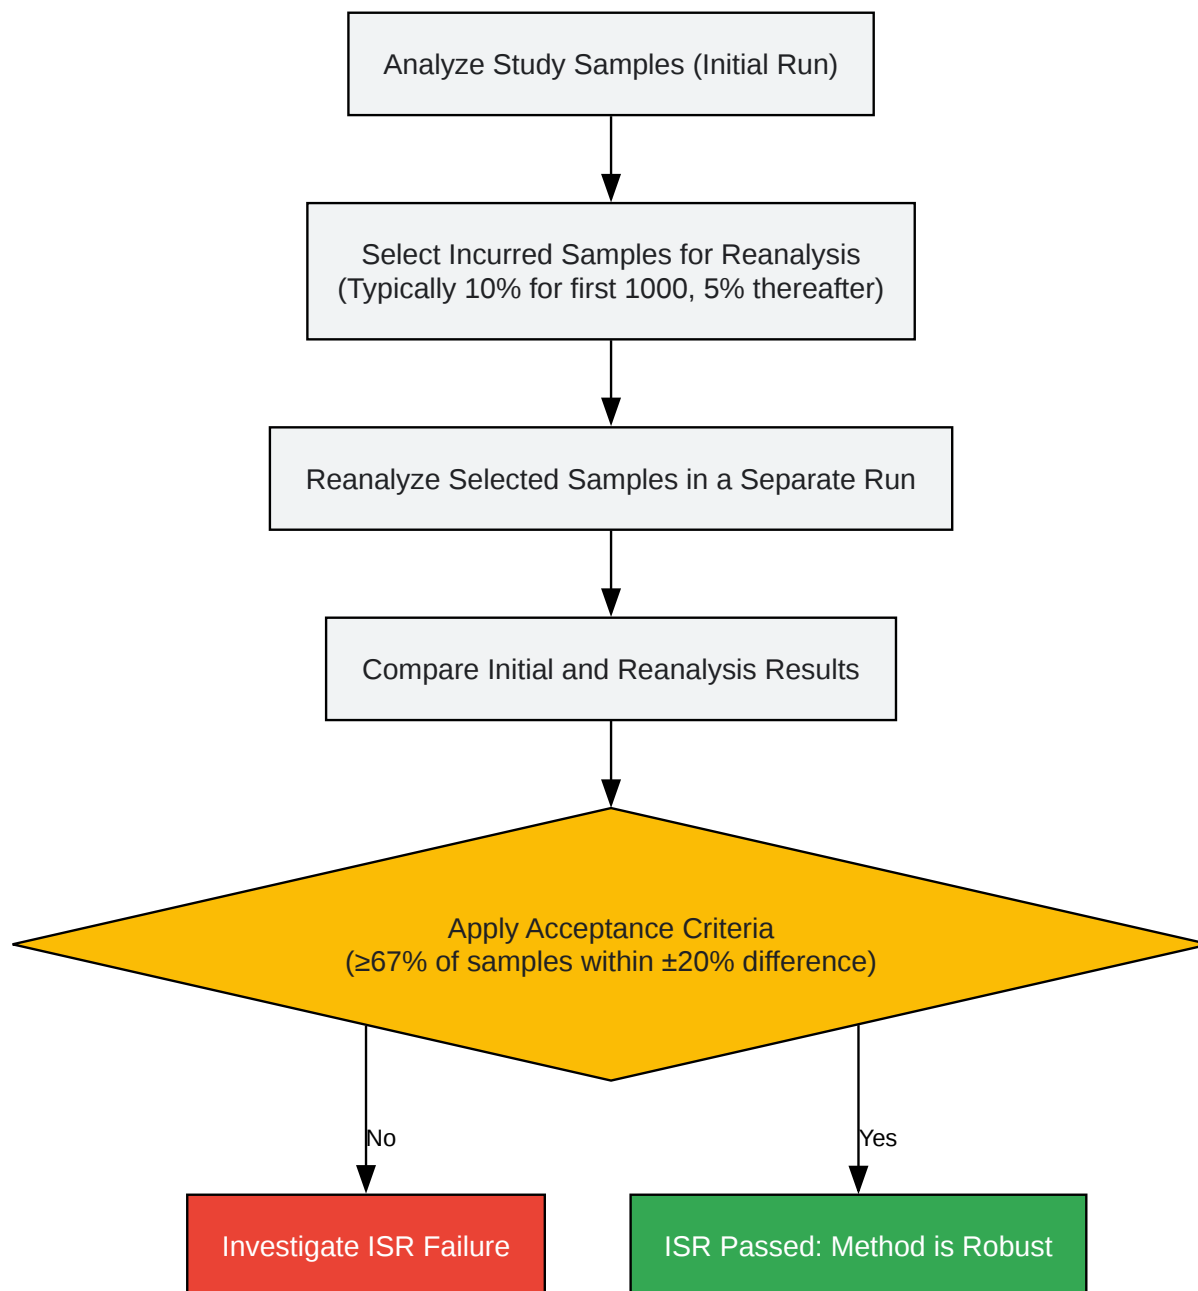 Analyze Study Samples (Initial Run)
Select Incurred Samples for Reanalysis
(Typically 10% for first 1000, 5% thereafter)
Reanalyze Selected Samples in a Separate Run
Compare Initial and Reanalysis Results
Apply Acceptance Criteria
(≥67% of samples within ±20% difference)
No
Yes
Investigate ISR Failure
ISR Passed: Method is Robust